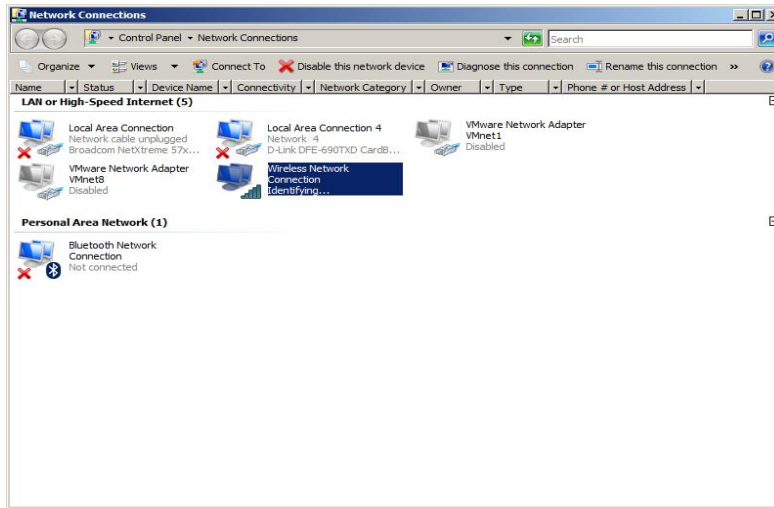 Network Connections
Control Panel Network Connections
Search
Organize Views Connect To Disable this network device Diagnose this connection Rename this connection »
Name Status Device Name Connectivity Network Category Owner Type Phone # or Host Address
LAN or High-Speed Internet (5)
Local Area Connection
Network cable unplugged
Broadcom NetXtreme 57x...
Local Area Connection 4
Network 4
D-Link DFE-690TXD CardB...
VMware Network Adapter
VMnet1
Disabled
VMware Network Adapter
VMnet8
Disabled
Wireless Network
Connection
Identifying...
Personal Area Network (1)
Bluetooth Network
Connection
Not connected